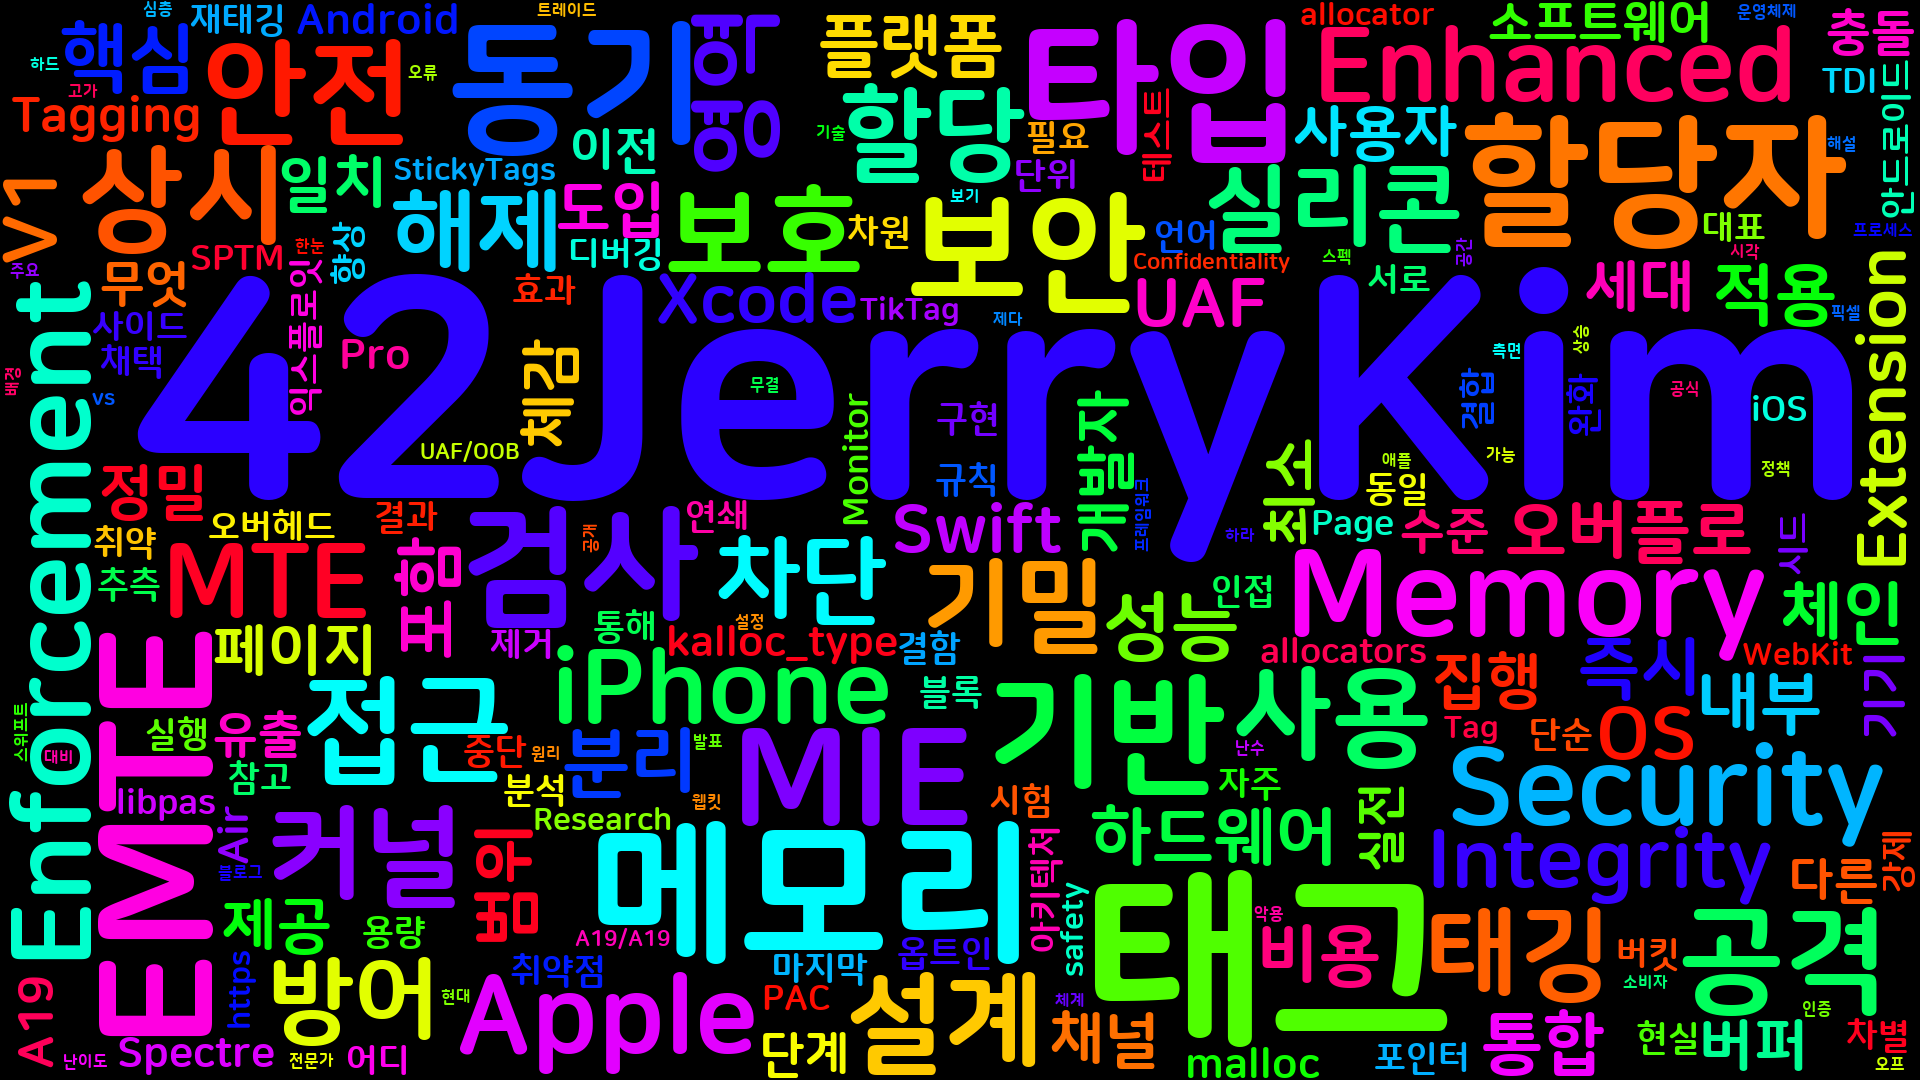 심층
재태깅
Android
트레이드
영역
플랫폼
타입
allocator
소프트웨어
운영체제
충돌
핵심
하드
고가
안전
오류
동기
Enhanced
TDI
Tagging
기술
할당
필요
테스트
사용자
할당자
해설
안드로이드
V1
상시
일치
StickyTags
이전
단위
도입
보호
보기
보안
실리콘
대표
프로세스
주요
SPTM
한눈
향상
해제
디버깅
차원
언어
Confidentiality
공간
스펙
서로
시각
무엇
익스플로잇
효과
Xcode
TikTag
제다
UAF
세대
적용
픽셀
Extension
사이드
채택
배경
vs
Pro
체감
42JerryKim
무결
Monitor
구현
개발자
측면
상승
결합
완화
공식
iOS
Enforcement
UAF/OOB
규칙
최소
가능
애플
동일
정책
정밀
오버헤드
결과
검사
공개
연쇄
Swift
프레임워크
하라
Page
수준
오버플로
시드
취약
추측
MTE
포함
차단
기밀
성능
인접
Memory
체인
페이지
제거
통해
설정
kalloc_type
결함
allocators
집행
즉시
WebKit
기기
EMTE
스위프트
대비
실행
유출
접근
iPhone
블록
기반
사용
내부
참고
중단
원리
분리
발표
MIE
난수
Tag
단순
OS
libpas
Air
분석
웹킷
시험
자주
실전
Security
Research
커널
블로그
범위
메모리
아키텍처
하드웨어
Integrity
다른
강제
제공
용량
A19/A19
safety
태그
악용
비용
태깅
버킷
공격
https
방어
취약점
마지막
옵트인
소비자
A19
현대
Apple
PAC
설계
체계
채널
인증
Spectre
난이도
전문가
어디
단계
malloc
포인터
통합
현실
버퍼
차별
오프